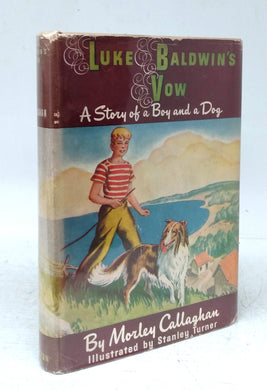 LUKE BALDWIN'S
VOW
A Story of a Boy and a Dog
By Morley Callaghan
Illustrated by Stanley Turner